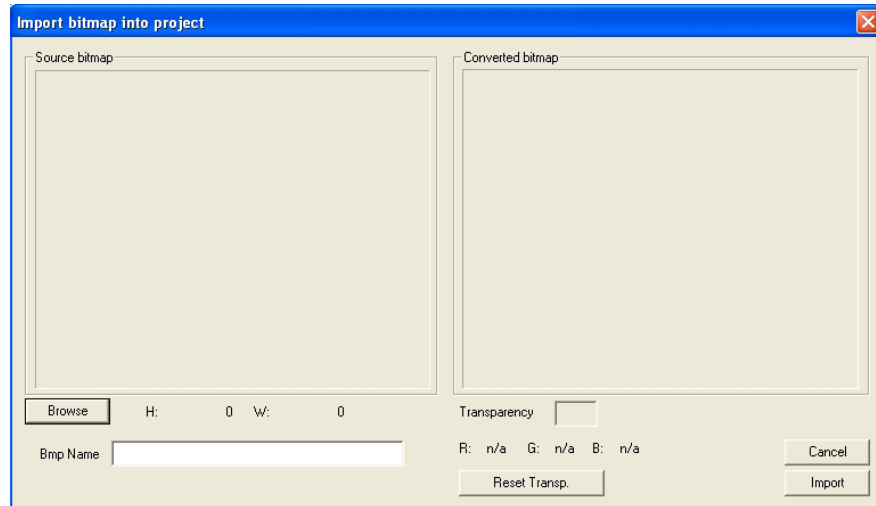 Import bitmap into project
Source bitmap
Converted bitmap
Browse H: 0 W: 0
Transparency
Bmp Name
R: n/a G: n/a B: n/a
Cancel
Reset Transp.
Import